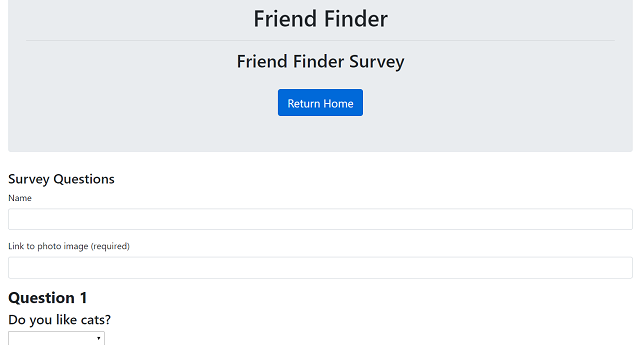 Friend Finder
Friend Finder Survey
Return Home
Survey Questions
Name
Link to photo image (required)
Question 1
Do you like cats?